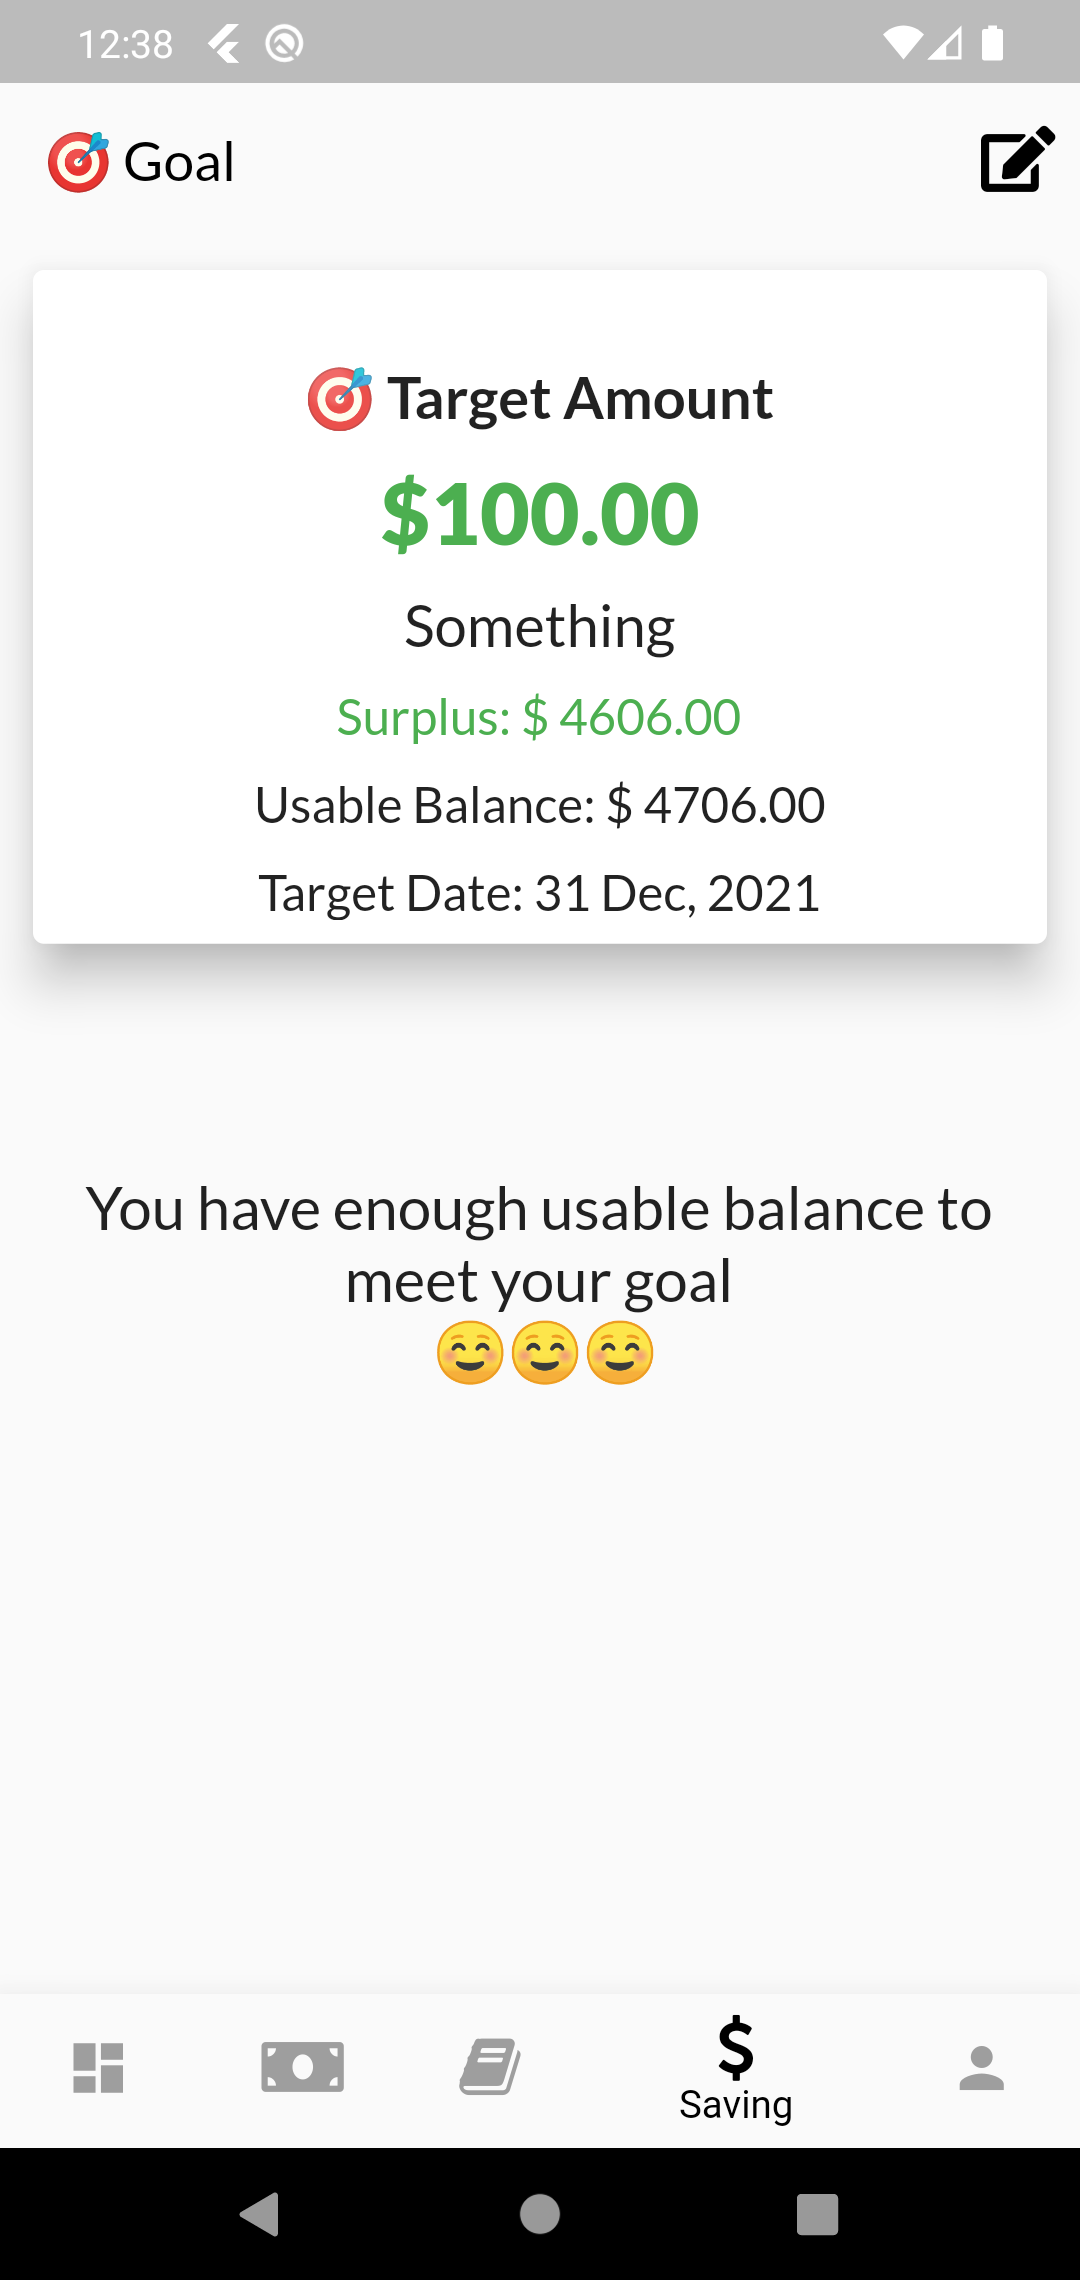 12:38
🎯 Goal
🎯 Target Amount
$100.00
Something
Surplus: $ 4606.00
Usable Balance: $ 4706.00
Target Date: 31 Dec, 2021
You have enough usable balance to
meet your goal
☺️☺️☺️
Saving